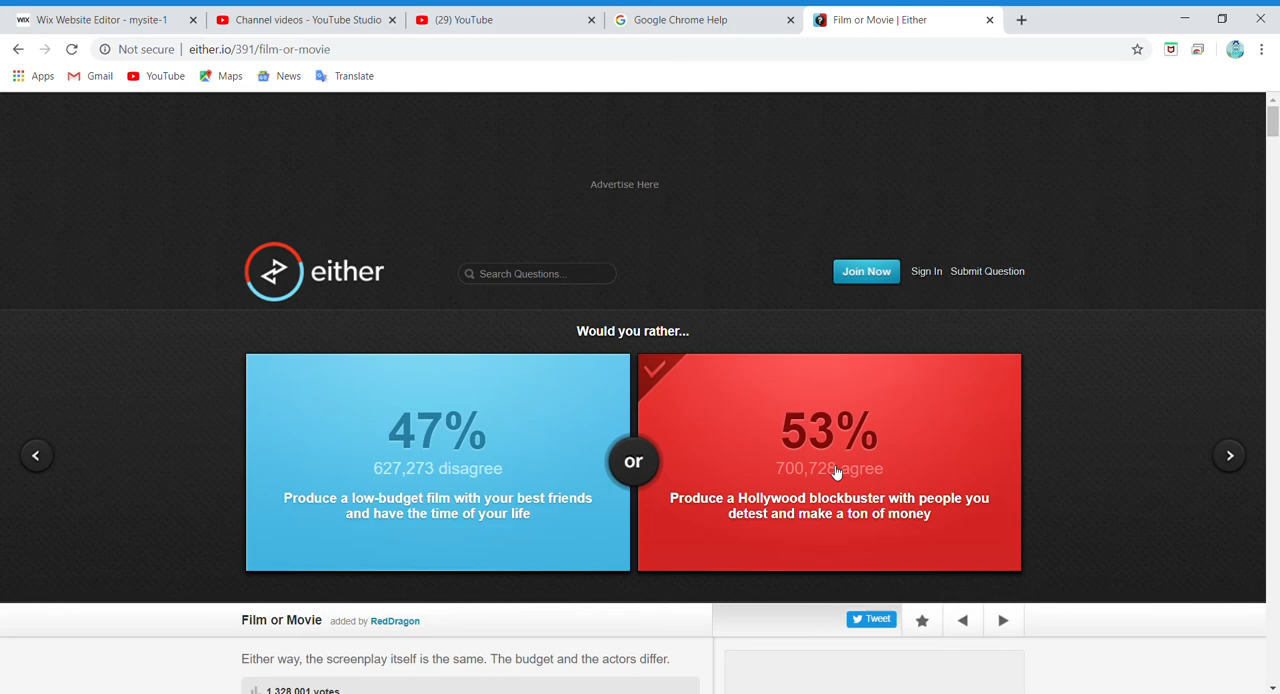 WIX Wix Website Editor - mysite-1
Channel videos - YouTube Studio
(29) YouTube
G Google Chrome Help
Film or Movie | Either
Not secure | either.io/391/film-or-movie
Apps Gmail YouTube Maps News Translate
Advertise Here
either
Search Questions...
Join Now Sign In Submit Question
Would you rather...
47%
627,273 disagree
Produce a low-budget film with your best friends
and have the time of your life
or
53%
700,728 agree
Produce a Hollywood blockbuster with people you
detest and make a ton of money
Film or Movie added by RedDragon
Tweet
Either way, the screenplay itself is the same. The budget and the actors differ.
1,328,001 votes